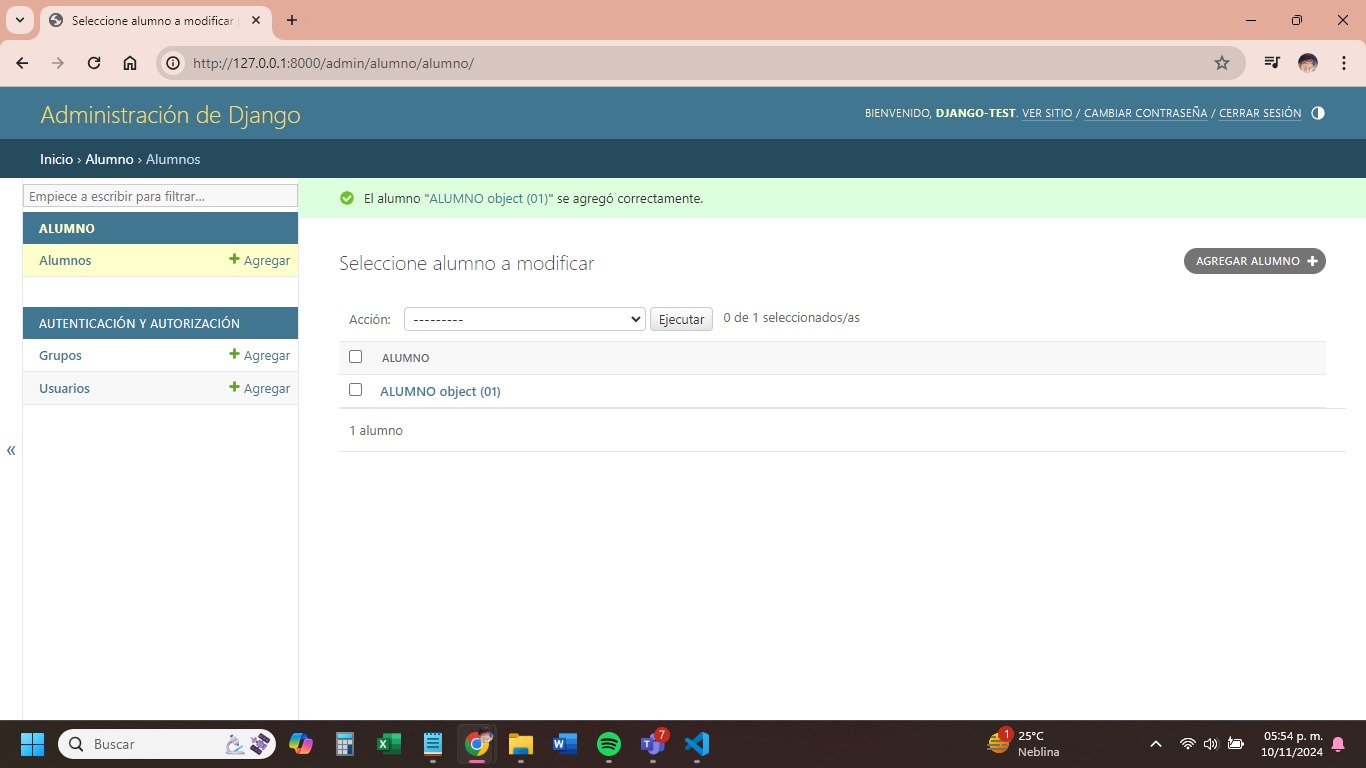 Seleccione alumno a modificar
http://127.0.0.1:8000/admin/alumno/alumno/
Administración de Django
BIENVENIDO, DJANGO-TEST. VER SITIO / CAMBIAR CONTRASEÑA / CERRAR SESIÓN
Inicio › Alumno › Alumnos
Empiece a escribir para filtrar...
El alumno "ALUMNO object (01)" se agregó correctamente.
ALUMNO
Alumnos
+ Agregar
AUTENTICACIÓN Y AUTORIZACIÓN
Grupos
+ Agregar
Usuarios
+ Agregar
«
Seleccione alumno a modificar
AGREGAR ALUMNO +
Acción:
---------
Ejecutar
0 de 1 seleccionados/as
ALUMNO
ALUMNO object (01)
1 alumno
Buscar
7
1
25°C
Neblina
05:54 p. m.
10/11/2024